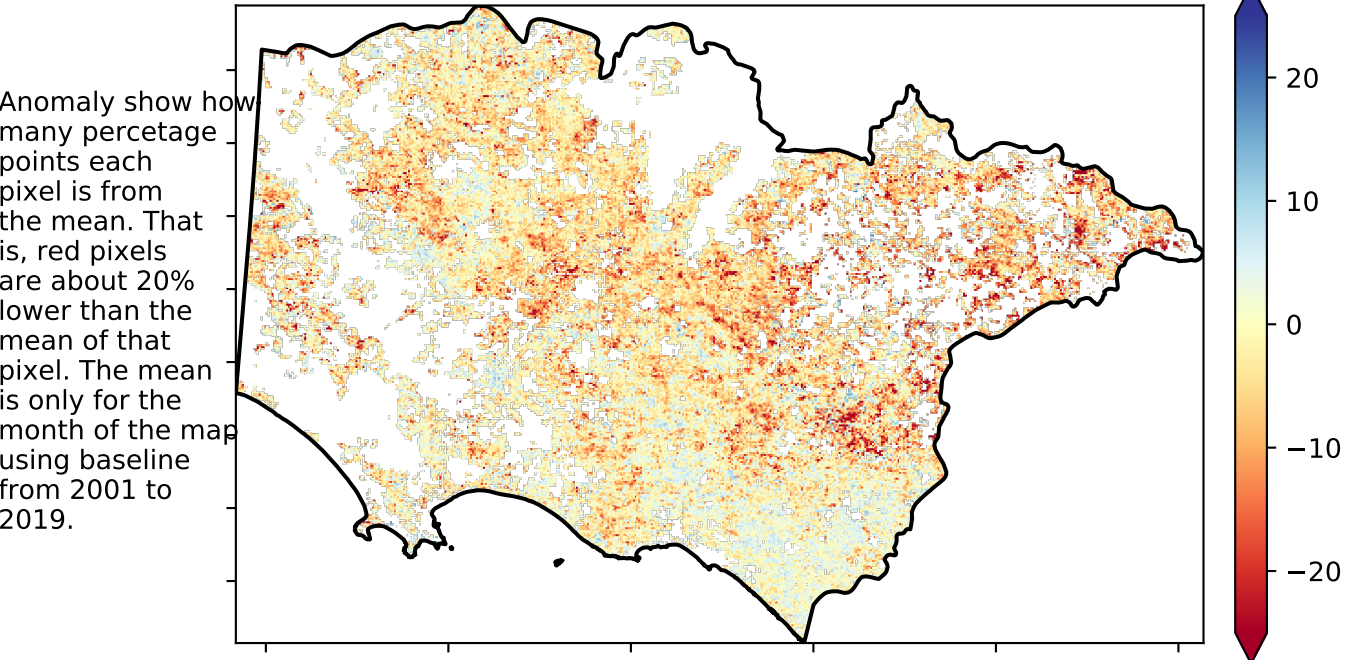 Anomaly show how
many percetage
points each
pixel is from
the mean. That
is, red pixels
are about 20%
lower than the
mean of that
pixel. The mean
is only for the
month of the map
using baseline
from 2001 to
2019.
20
10
0
−10
−20